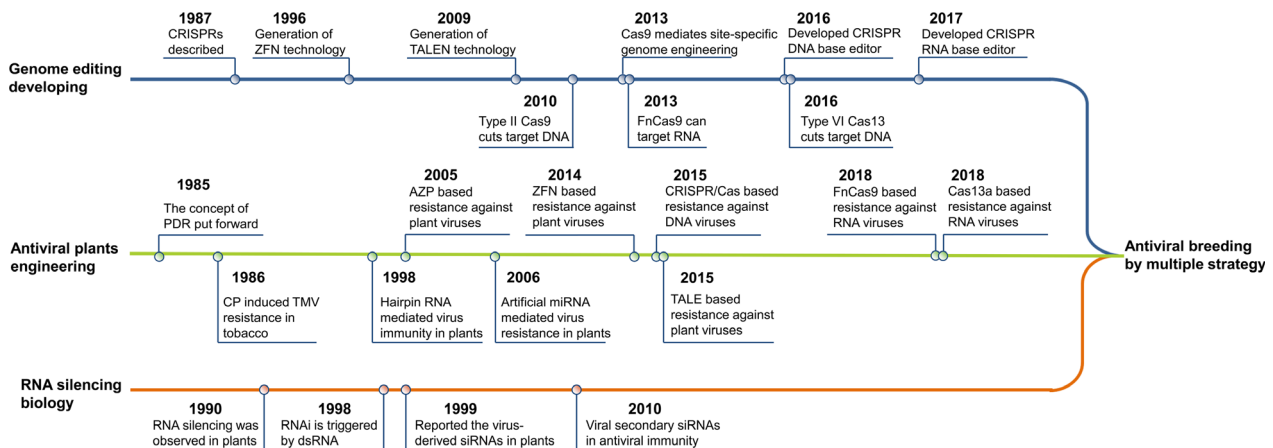 Genome editing
developing
1987
CRISPRs
described
1996
Generation of
ZFN technology
2009
Generation of
TALEN technology
2010
Type II Cas9
cuts target DNA
2013
Cas9 mediates site-specific
genome engineering
2013
FnCas9 can
target RNA
2016
Developed CRISPR
DNA base editor
2016
Type VI Cas13
cuts target DNA
2017
Developed CRISPR
RNA base editor
Antiviral plants
engineering
1985
The concept of
PDR put forward
1986
CP induced TMV
resistance in
tobacco
1998
Hairpin RNA
mediated virus
immunity in plants
2005
AZP based
resistance against
plant viruses
2006
Artificial miRNA
mediated virus
resistance in plants
2014
ZFN based
resistance against
plant viruses
2015
CRISPR/Cas based
resistance against
DNA viruses
2015
TALE based
resistance against
plant viruses
2018
FnCas9 based
resistance against
RNA viruses
2018
Cas13a based
resistance against
RNA viruses
Antiviral breeding
by multiple strategy
RNA silencing
biology
1990
RNA silencing was
observed in plants
1998
RNAi is triggered
by dsRNA
1999
Reported the virus-
derived siRNAs in plants
2010
Viral secondary siRNAs
in antiviral immunity